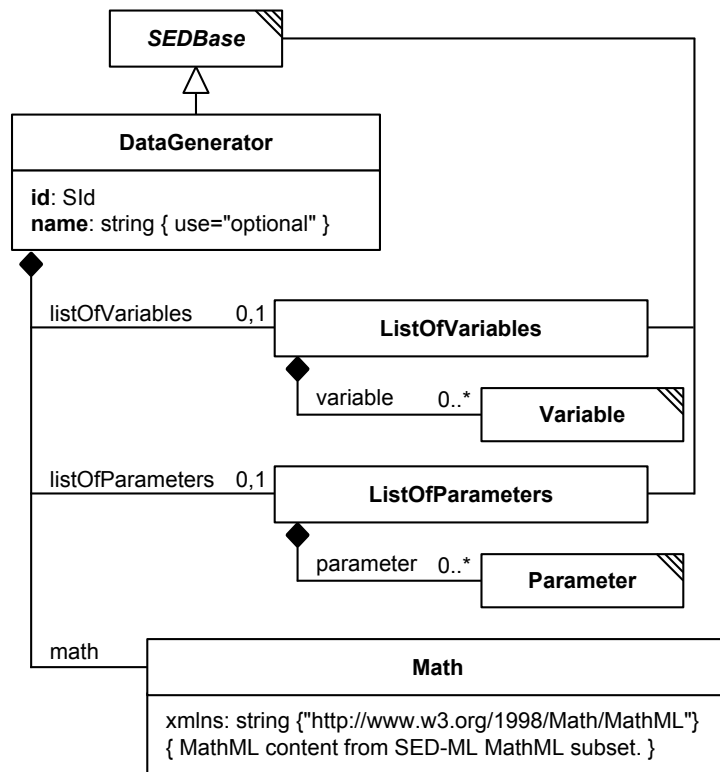 SEDBase
DataGenerator
id: SId
name: string { use="optional" }
listOfVariables 0,1
ListOfVariables
variable 0..*
Variable
listOfParameters 0,1
ListOfParameters
parameter 0..*
Parameter
math
Math
xmlns: string {"http://www.w3.org/1998/Math/MathML"}
{ MathML content from SED-ML MathML subset. }